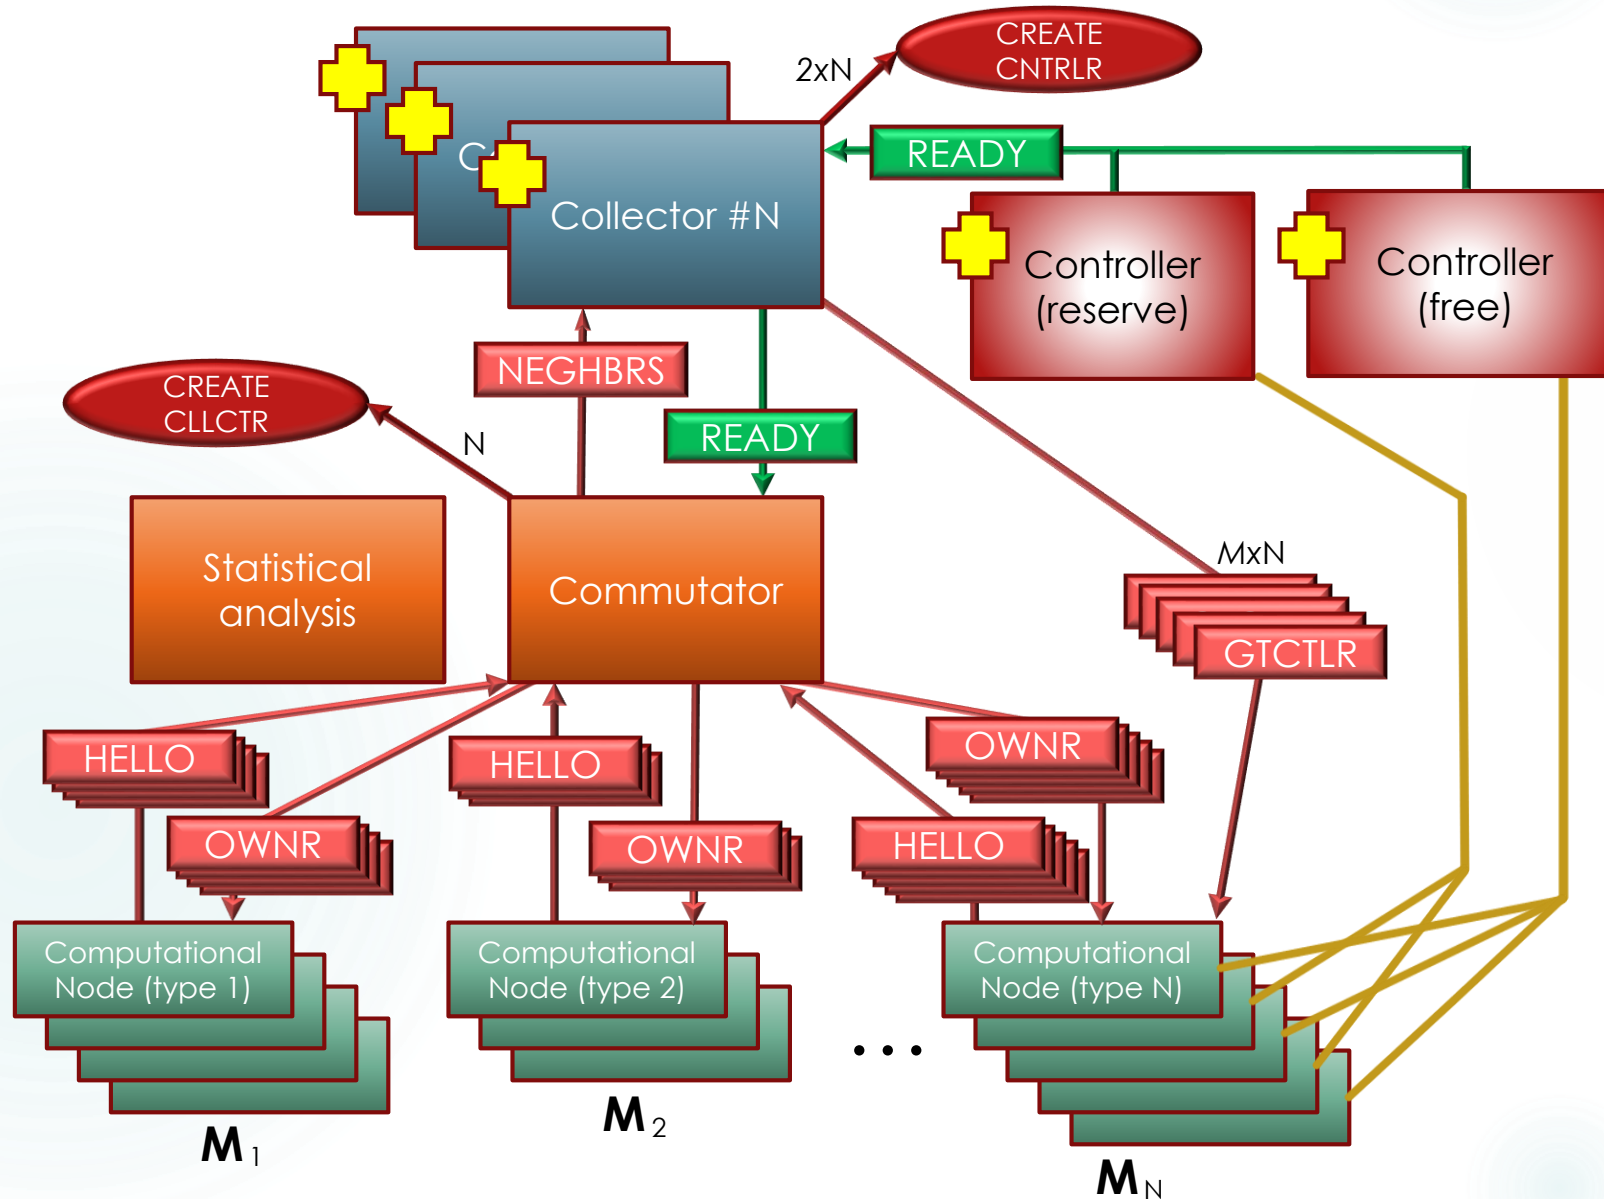 CREATE
CNTRLR
2xN
READY
Collector #N
Controller
(reserve)
Controller
(free)
NEGHBRS
CREATE
CLLCTR
N
READY
Statistical
analysis
Commutator
MxN
GTCTLR
HELLO
OWNR
HELLO
OWNR
OWNR
HELLO
Computational
Node (type 1)
Computational
Node (type 2)
Computational
Node (type N)
...
M1
M2
MN